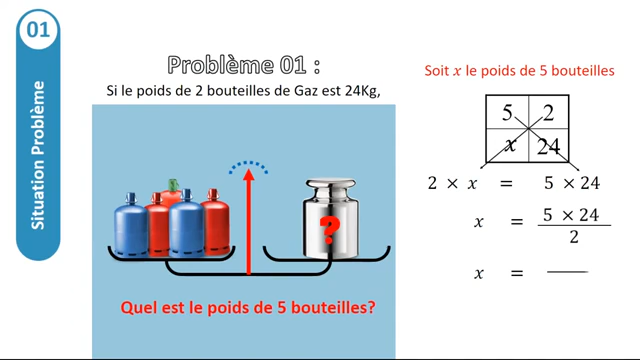 01
Situation Problème
Problème 01 :
Si le poids de 2 bouteilles de Gaz est 24Kg,
?
Quel est le poids de 5 bouteilles?
Soit x le poids de 5 bouteilles
5 2
x 24
2 × x = 5 × 24
x = 5 × 24 / 2
x =